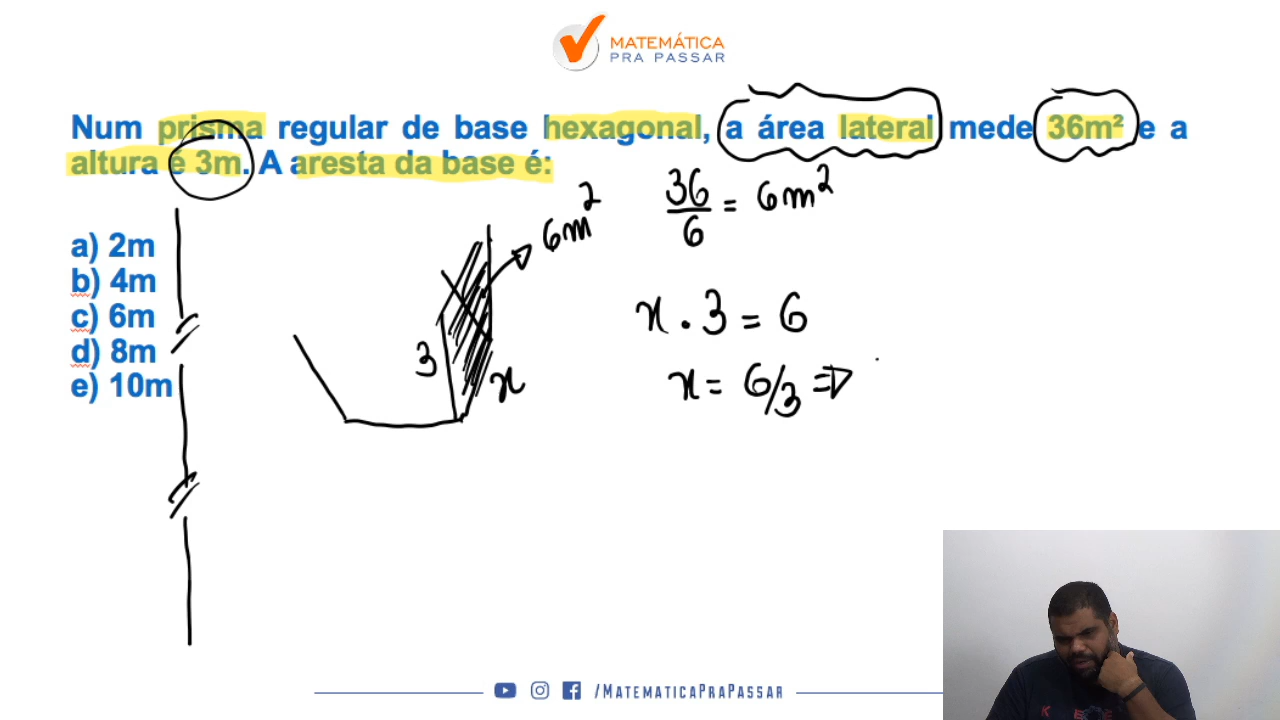 MATEMÁTICA
PRA PASSAR
Num prisma regular de base hexagonal, a área lateral mede 36m² e a
altura é 3m. A aresta da base é:
a) 2m
b) 4m
c) 6m
d) 8m
e) 10m
36/6 = 6m²
6m²
x . 3 = 6
3
x
x = 6/3 ⇒
/MATEMATICAPRAPASSAR